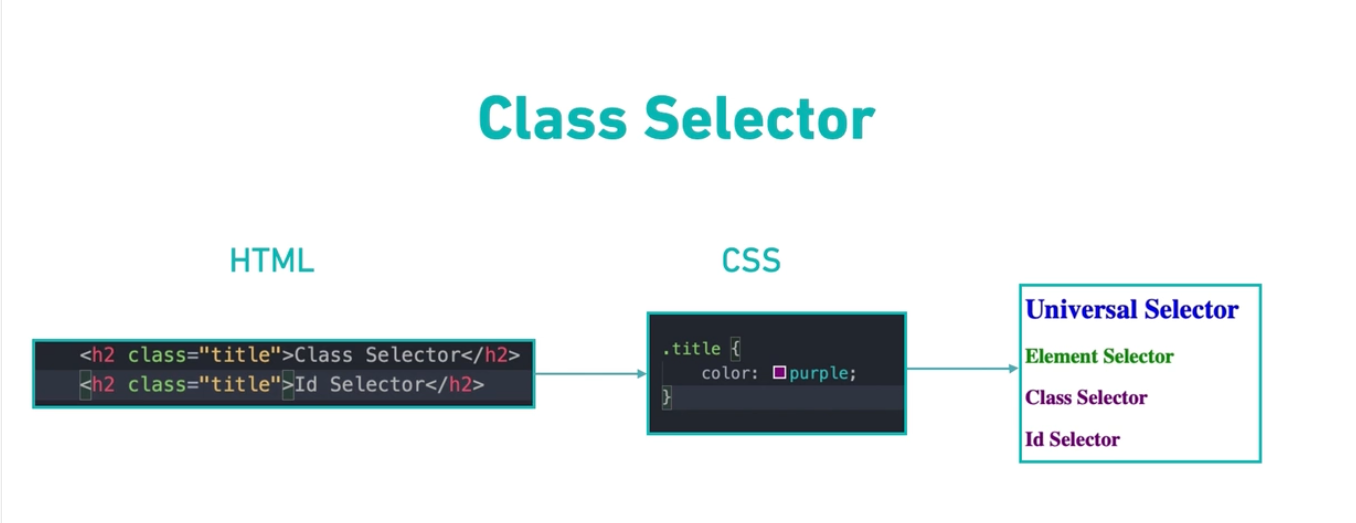 Class Selector
HTML
CSS
<h2 class="title">Class Selector</h2>
<h2 class="title">Id Selector</h2>
.title {
color: purple;
}
Universal Selector
Element Selector
Class Selector
Id Selector